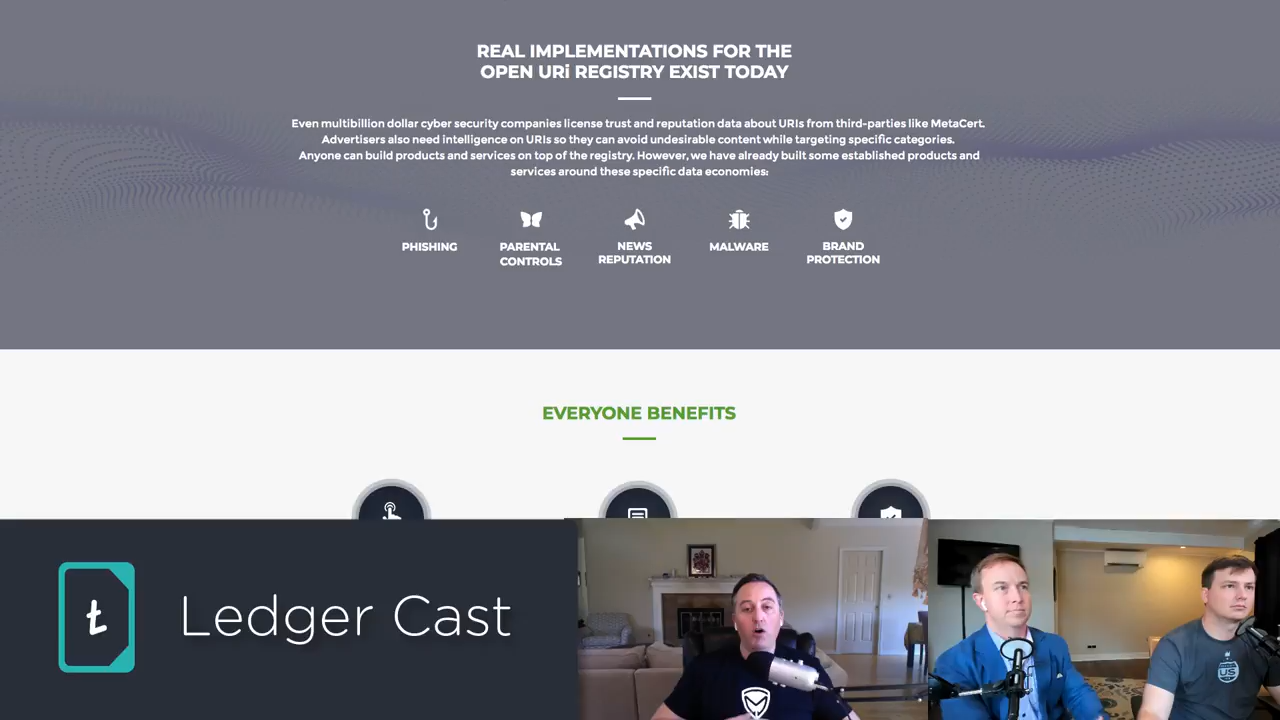 REAL IMPLEMENTATIONS FOR THE
OPEN URi REGISTRY EXIST TODAY
Even multibillion dollar cyber security companies license trust and reputation data about URIs from third-parties like MetaCert.
Advertisers also need intelligence on URIs so they can avoid undesirable content while targeting specific categories.
Anyone can build products and services on top of the registry. However, we have already built some established products and
services around these specific data economies:
PHISHING
PARENTAL
CONTROLS
NEWS
REPUTATION
MALWARE
BRAND
PROTECTION
EVERYONE BENEFITS
Ledger Cast
US